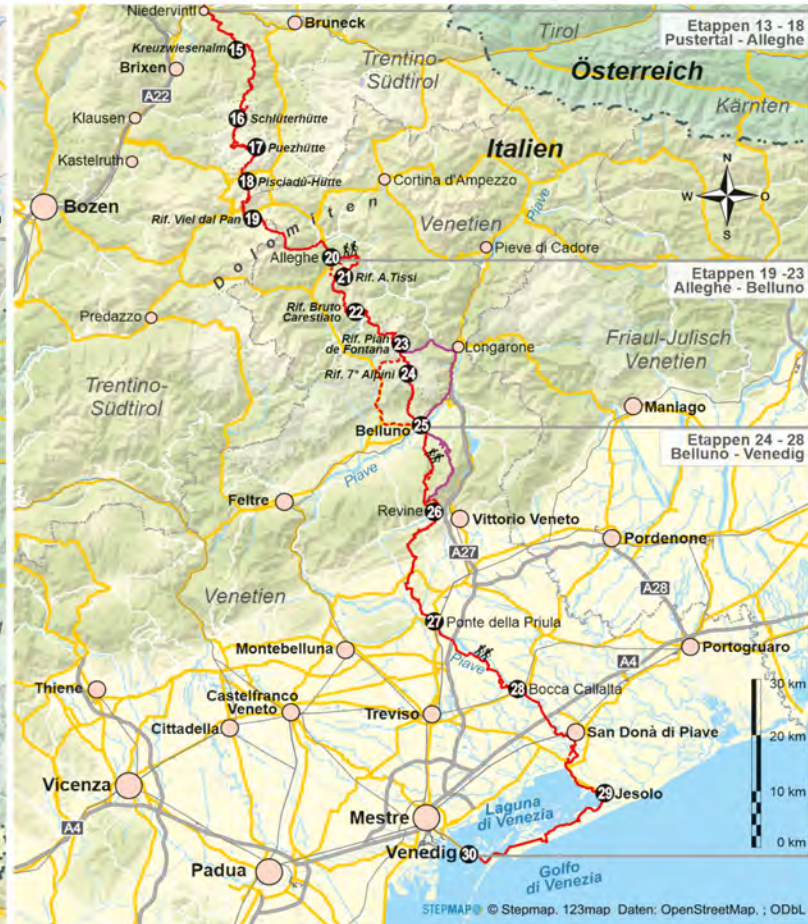 Niedervintl
Bruneck
Tirol
Etappen 13 - 18
Pustertal - Alleghe
Kreuzwiesenalm 15
Trentino-
Südtirol
Österreich
Brixen
A22
Kärnten
Klausen
16 Schlüterhütte
Italien
Kastelruth
17 Puezhütte
N
W O
S
18 Pisciadù-Hütte
Cortina d'Ampezzo
Piave
Bozen
Rif. Viel dal Pan 19
Venetien
Dolomiten
Pieve di Cadore
Alleghe 20
21 Rif. A.Tissi
Etappen 19 -23
Alleghe - Belluno
Rif. Bruto
Carestiato 22
Predazzo
Rif. Pian
de Fontana 23
Longarone
Friaul-Julisch
Venetien
Rif. 7° Alpini 24
Trentino-
Südtirol
Maniago
Belluno 25
Etappen 24 - 28
Belluno - Venedig
Piave
Feltre
Revine 26
Vittorio Veneto
Pordenone
A27
A28
Venetien
27 Ponte della Priula
Montebelluna
Portogruaro
Piave
A4
Thiene
28 Bocca Callalta
30 km
Castelfranco
Veneto
Treviso
Cittadella
San Donà di Piave
20 km
Vicenza
29 Jesolo
10 km
Mestre
Laguna
di Venezia
A4
0 km
Venedig 30
Padua
Golfo
di Venezia
STEPMAP © Stepmap, 123map Daten: OpenStreetMap, ; ODbL